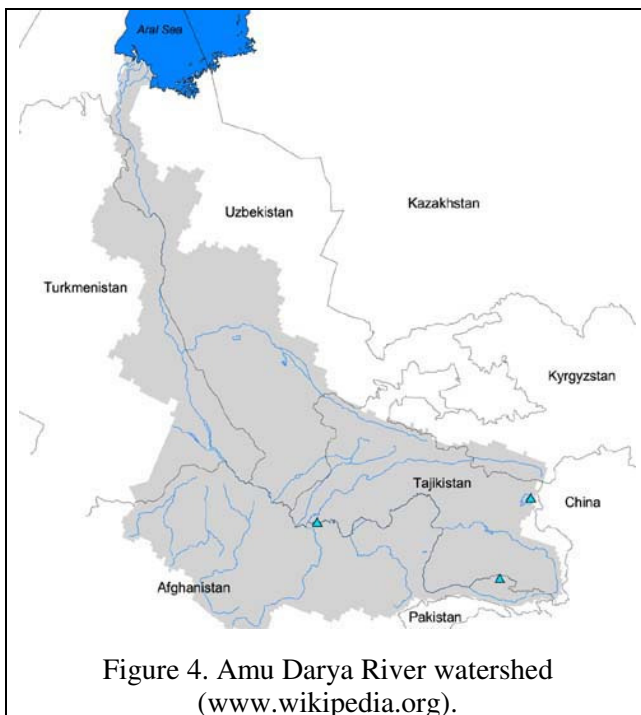 Aral Sea
Uzbekistan
Kazakhstan
Turkmenistan
Kyrgyzstan
Tajikistan
China
Afghanistan
Pakistan
Figure 4. Amu Darya River watershed
(www.wikipedia.org).